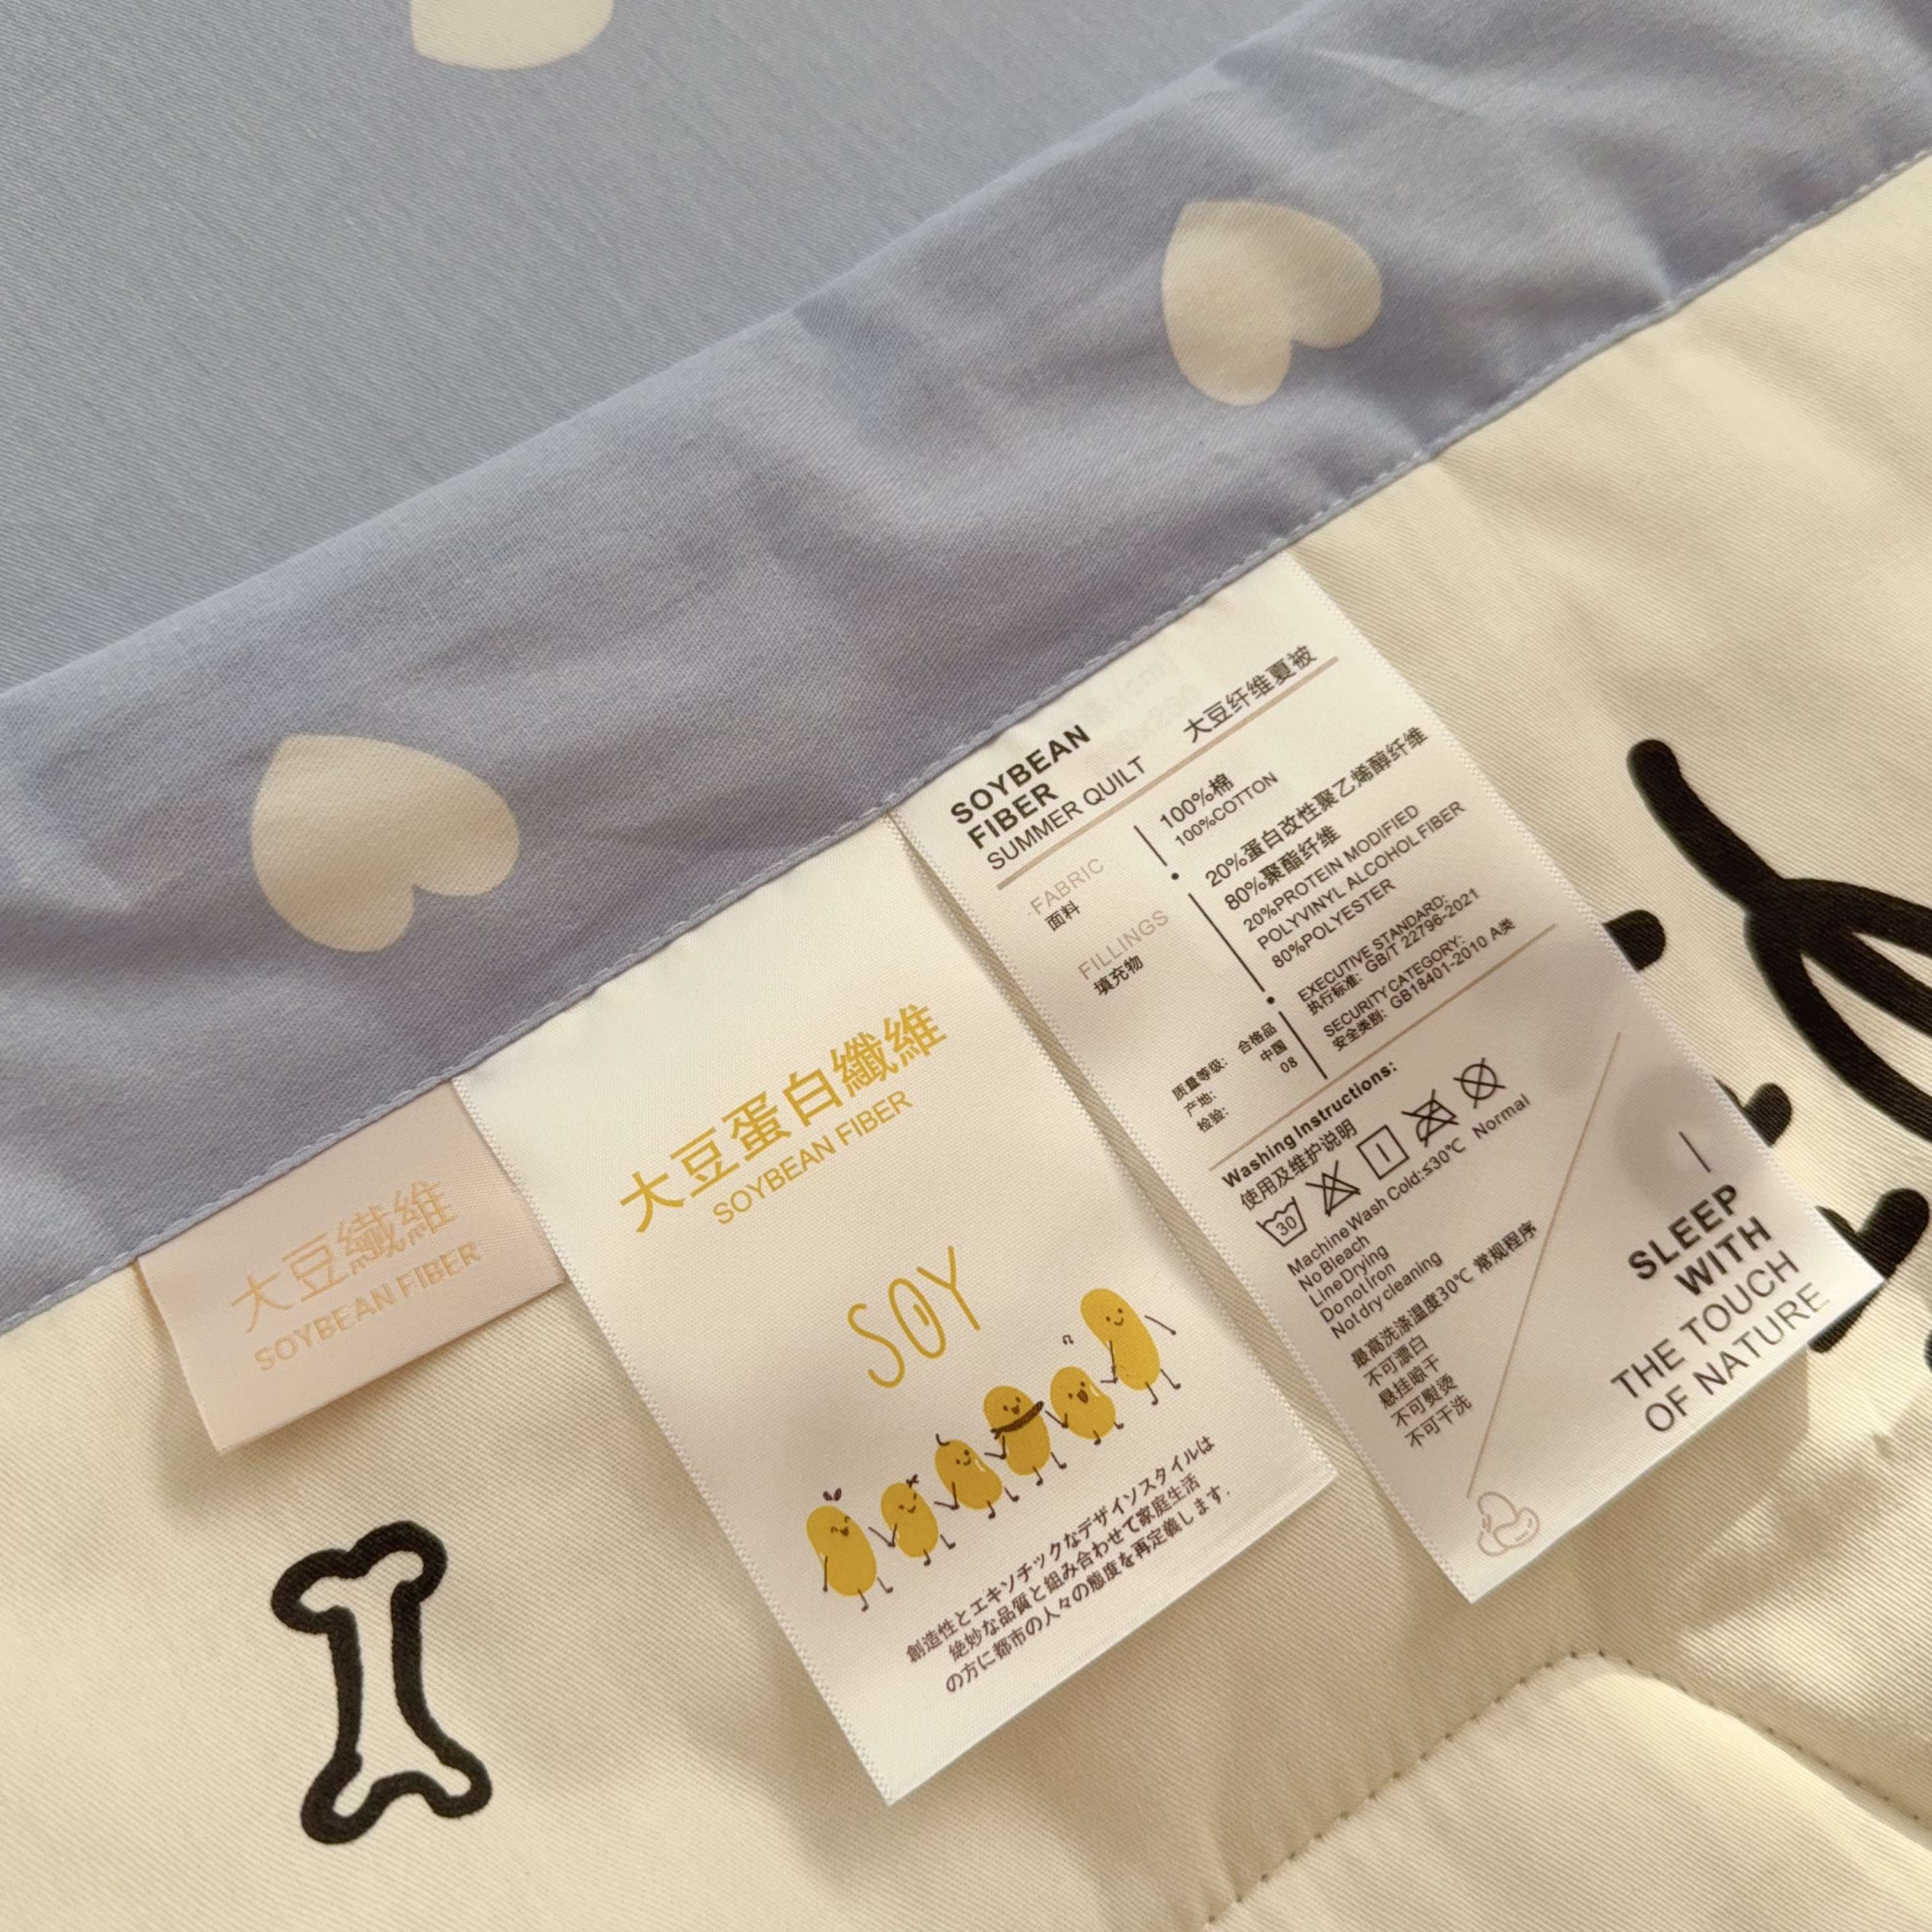 大豆纖維
SOYBEAN FIBER
大豆蛋白纖維
SOYBEAN FIBER
SOY
創造性とエキソチックなデザイソスタイルは
絶妙な品質と組み合わせて家庭生活
の方に都市の人々の態度を再定義します.
SOYBEAN
FIBER
SUMMER QUILT
大豆纤维夏被
FABRIC
面料
100%棉
100%COTTON
FILLINGS
填充物
20%蛋白改性聚乙烯醇纤维
80%聚酯纤维
20%PROTEIN MODIFIED
POLYVINYL ALCOHOL FIBER
80%POLYESTER
质量等级: 合格品
产地: 中国
检验: 08
EXECUTIVE STANDARD:
执行标准: GB/T 22796-2021
SECURITY CATEGORY:
安全类别: GB18401-2010 A类
Washing Instructions:
使用及维护说明
30
Machine Wash Cold:≤30℃ Normal
No Bleach
Line Drying
Do not Iron
Not dry cleaning
最高洗涤温度30℃ 常规程序
不可漂白
悬挂晾干
不可熨烫
不可干洗
SLEEP
WITH
THE TOUCH
OF NATURE